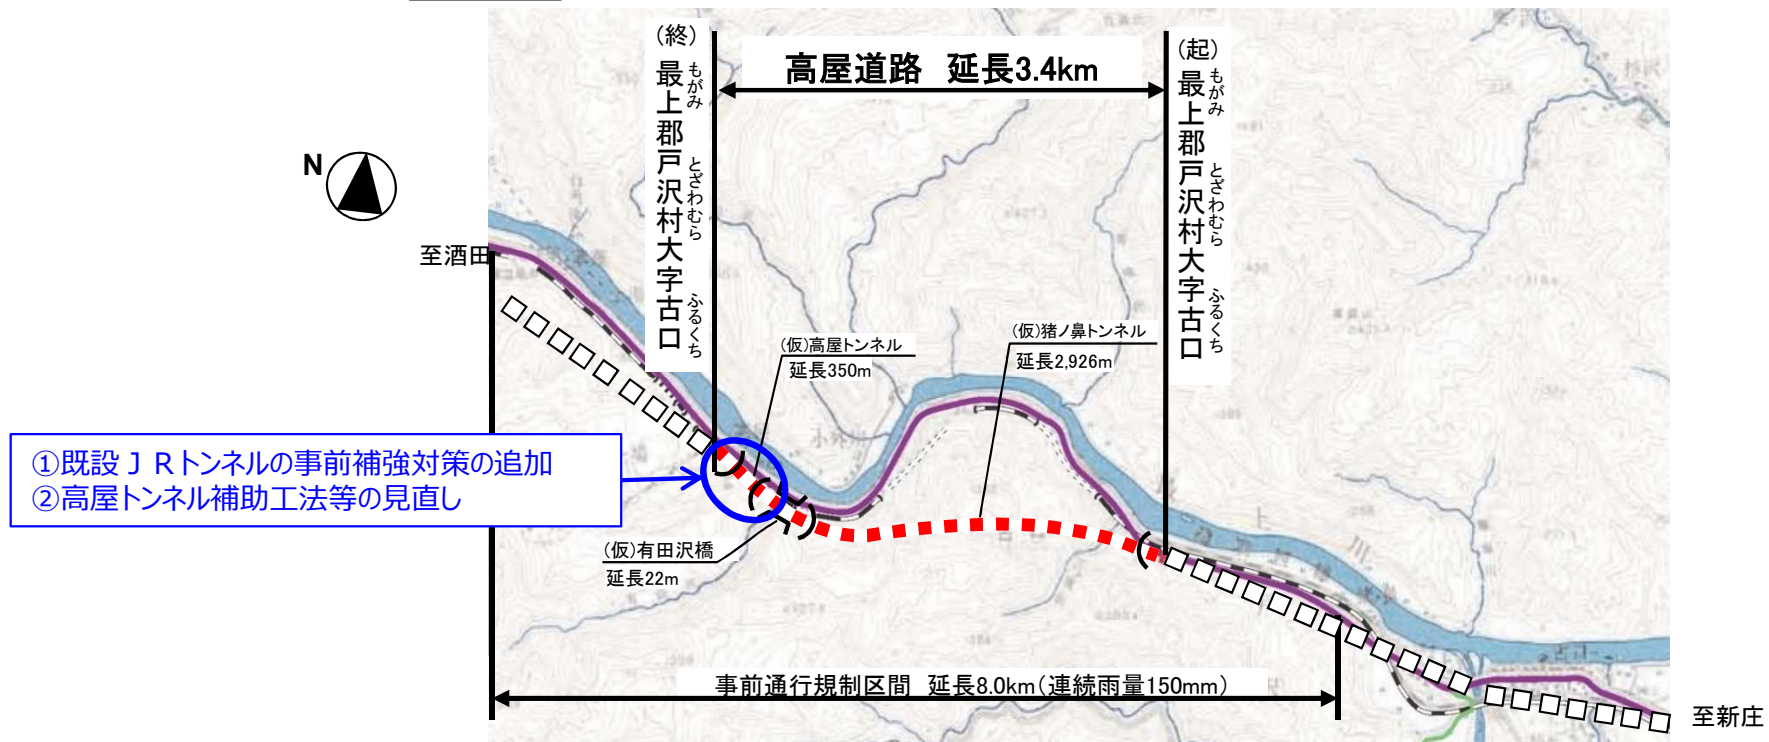 高屋道路　延長3.4km
(終)
最上郡戸沢村大字古口
もがみ
とざわむら
ふるくち
(起)
最上郡戸沢村大字古口
もがみ
とざわむら
ふるくち
N
至酒田
(仮)高屋トンネル
延長350m
(仮)猪ノ鼻トンネル
延長2,926m
小外川
①既設ＪＲトンネルの事前補強対策の追加
②高屋トンネル補助工法等の見直し
(仮)有田沢橋
延長22m
上
川
事前通行規制区間　延長8.0km(連続雨量150mm)
至新庄